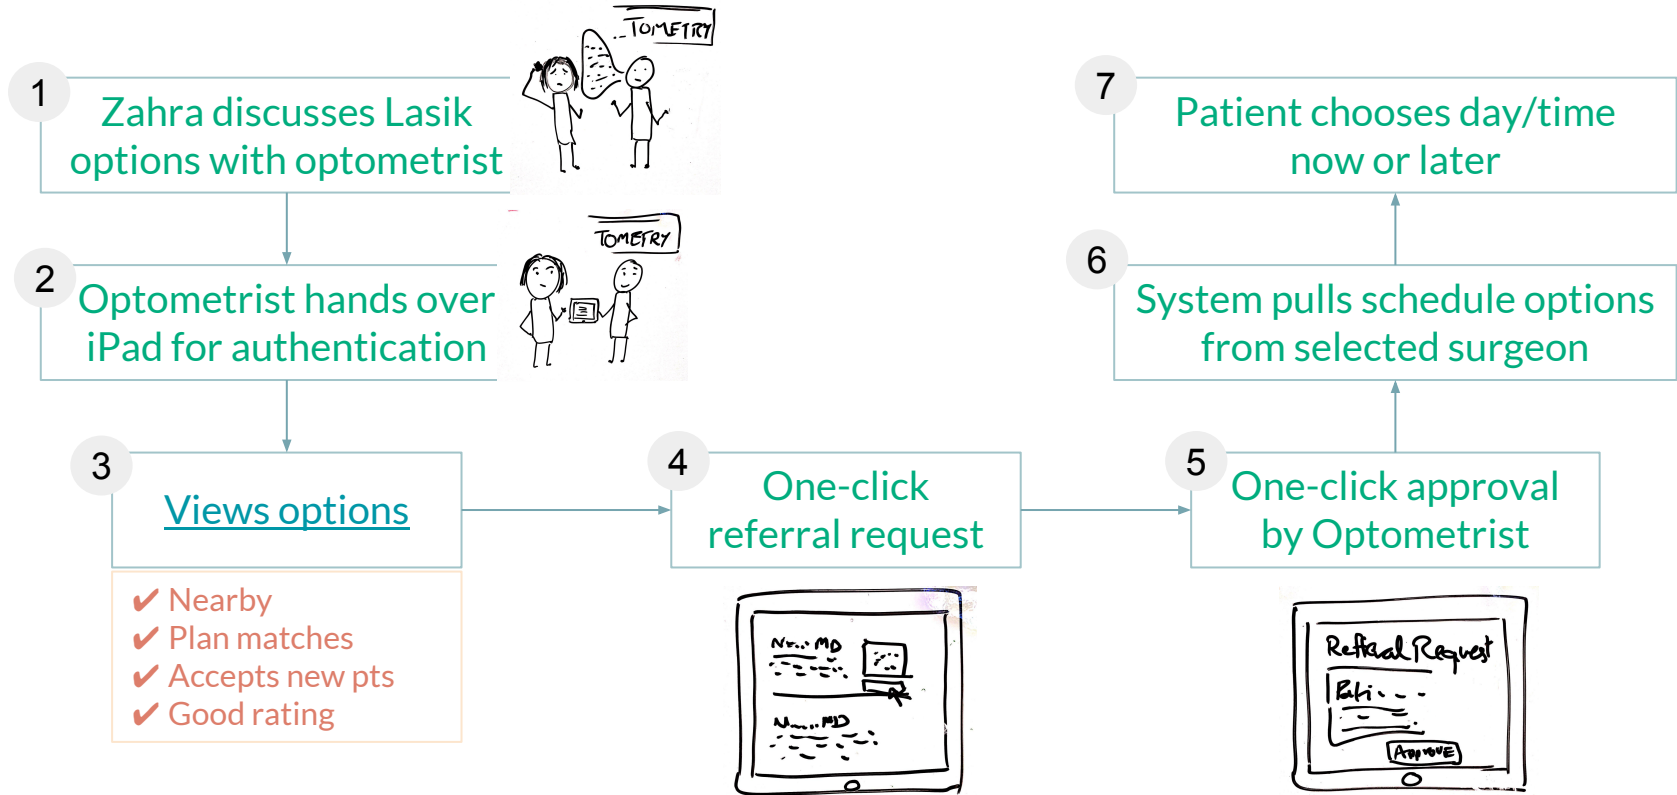 1
Zahra discusses Lasik
options with optometrist
TOMETRY
2
Optometrist hands over
iPad for authentication
TOMETRY
3
Views options
✔ Nearby
✔ Plan matches
✔ Accepts new pts
✔ Good rating
4
One-click
referral request
MD
MD
5
One-click approval
by Optometrist
Refferal Request
APPROVE
6
System pulls schedule options
from selected surgeon
7
Patient chooses day/time
now or later